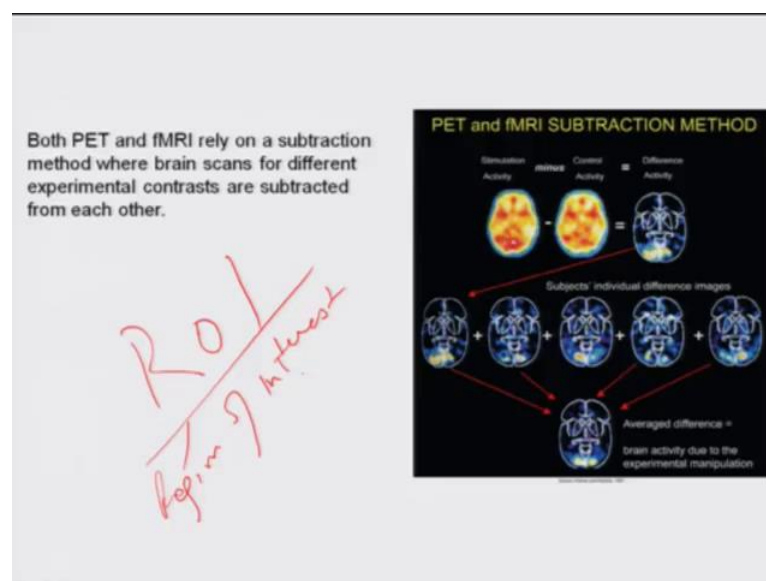 Both PET and fMRI rely on a subtraction
method where brain scans for different
experimental contrasts are subtracted
from each other.
ROI
Region of Interest
PET and fMRI SUBTRACTION METHOD
Stimulation minus Control = Difference
Activity Activity Activity
- =
Subjects' individual difference images
+ + + +
Averaged difference =
brain activity due to the
experimental manipulation